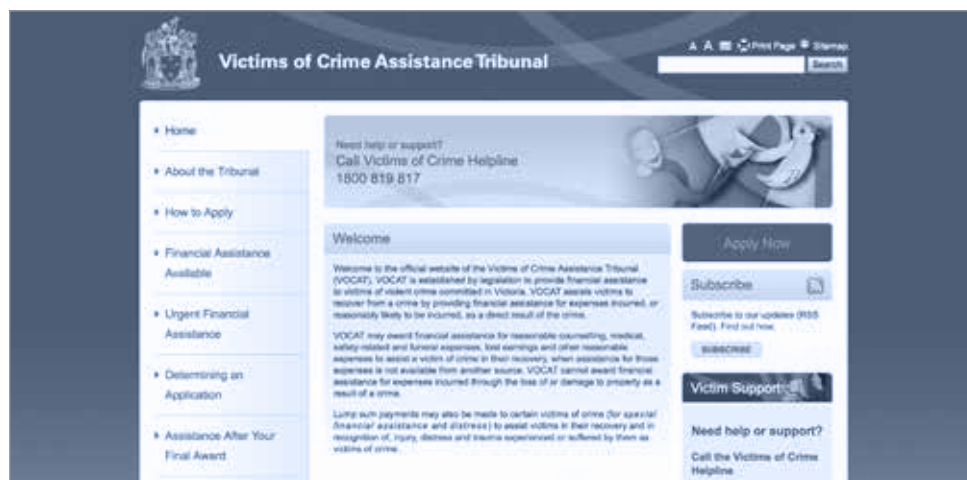 A A Print Page Sitemap
Victims of Crime Assistance Tribunal
Search
Home
About the Tribunal
How to Apply
Financial Assistance
Available
Urgent Financial
Assistance
Determining an
Application
Assistance After Your
Final Award
Need help or support?
Call Victims of Crime Helpline
1800 819 817
Welcome
Welcome to the official website of the Victims of Crime Assistance Tribunal
(VOCAT). VOCAT is established by legislation to provide financial assistance
to victims of violent crime committed in Victoria. VOCAT assists victims to
recover from a crime by providing financial assistance for expenses incurred, or
reasonably likely to be incurred, as a direct result of the crime.
VOCAT may award financial assistance for reasonable counselling, medical,
safety-related and funeral expenses, lost earnings and other reasonable
expenses to assist a victim of crime in their recovery, when assistance for those
expenses is not available from another source. VOCAT cannot award financial
assistance for expenses incurred through the loss of or damage to property as a
result of a crime.
Lump sum payments may also be made to certain victims of crime (for special
financial assistance and distress) to assist victims in their recovery and in
recognition of, injury, distress and trauma experienced or suffered by them as
victims of crime.
Apply Now
Subscribe
Subscribe to our updates (RSS
Feed). Find out how.
SUBSCRIBE
Victim Support
Need help or support?
Call the Victims of Crime
Helpline